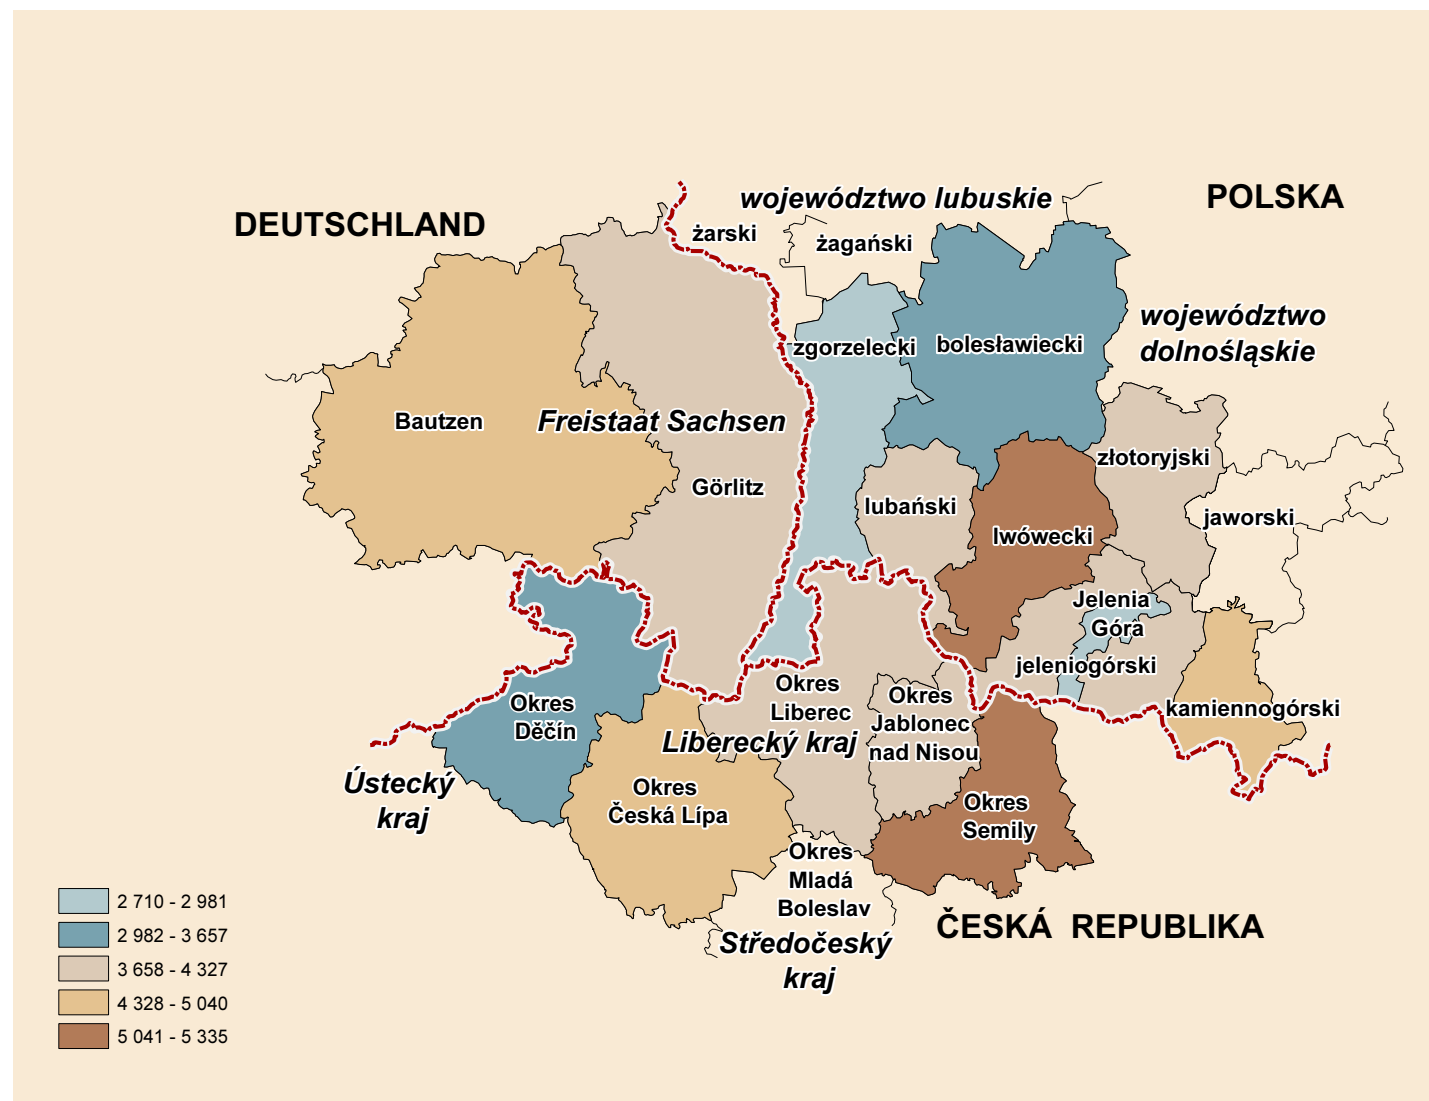 województwo lubuskie
POLSKA
DEUTSCHLAND
żarski
żagański
województwo
dolnośląskie
zgorzelecki
bolesławiecki
Bautzen
Freistaat Sachsen
złotoryjski
Görlitz
lubański
jaworski
lwówecki
Jelenia
Góra
jeleniogórski
Okres
Liberec
Okres
Jablonec
nad Nisou
kamiennogórski
Okres
Děčín
Liberecký kraj
Ústecký
kraj
Okres
Česká Lípa
Okres
Semily
Okres
Mladá
Boleslav
ČESKÁ REPUBLIKA
Středočeský
kraj
2 710 - 2 981
2 982 - 3 657
3 658 - 4 327
4 328 - 5 040
5 041 - 5 335